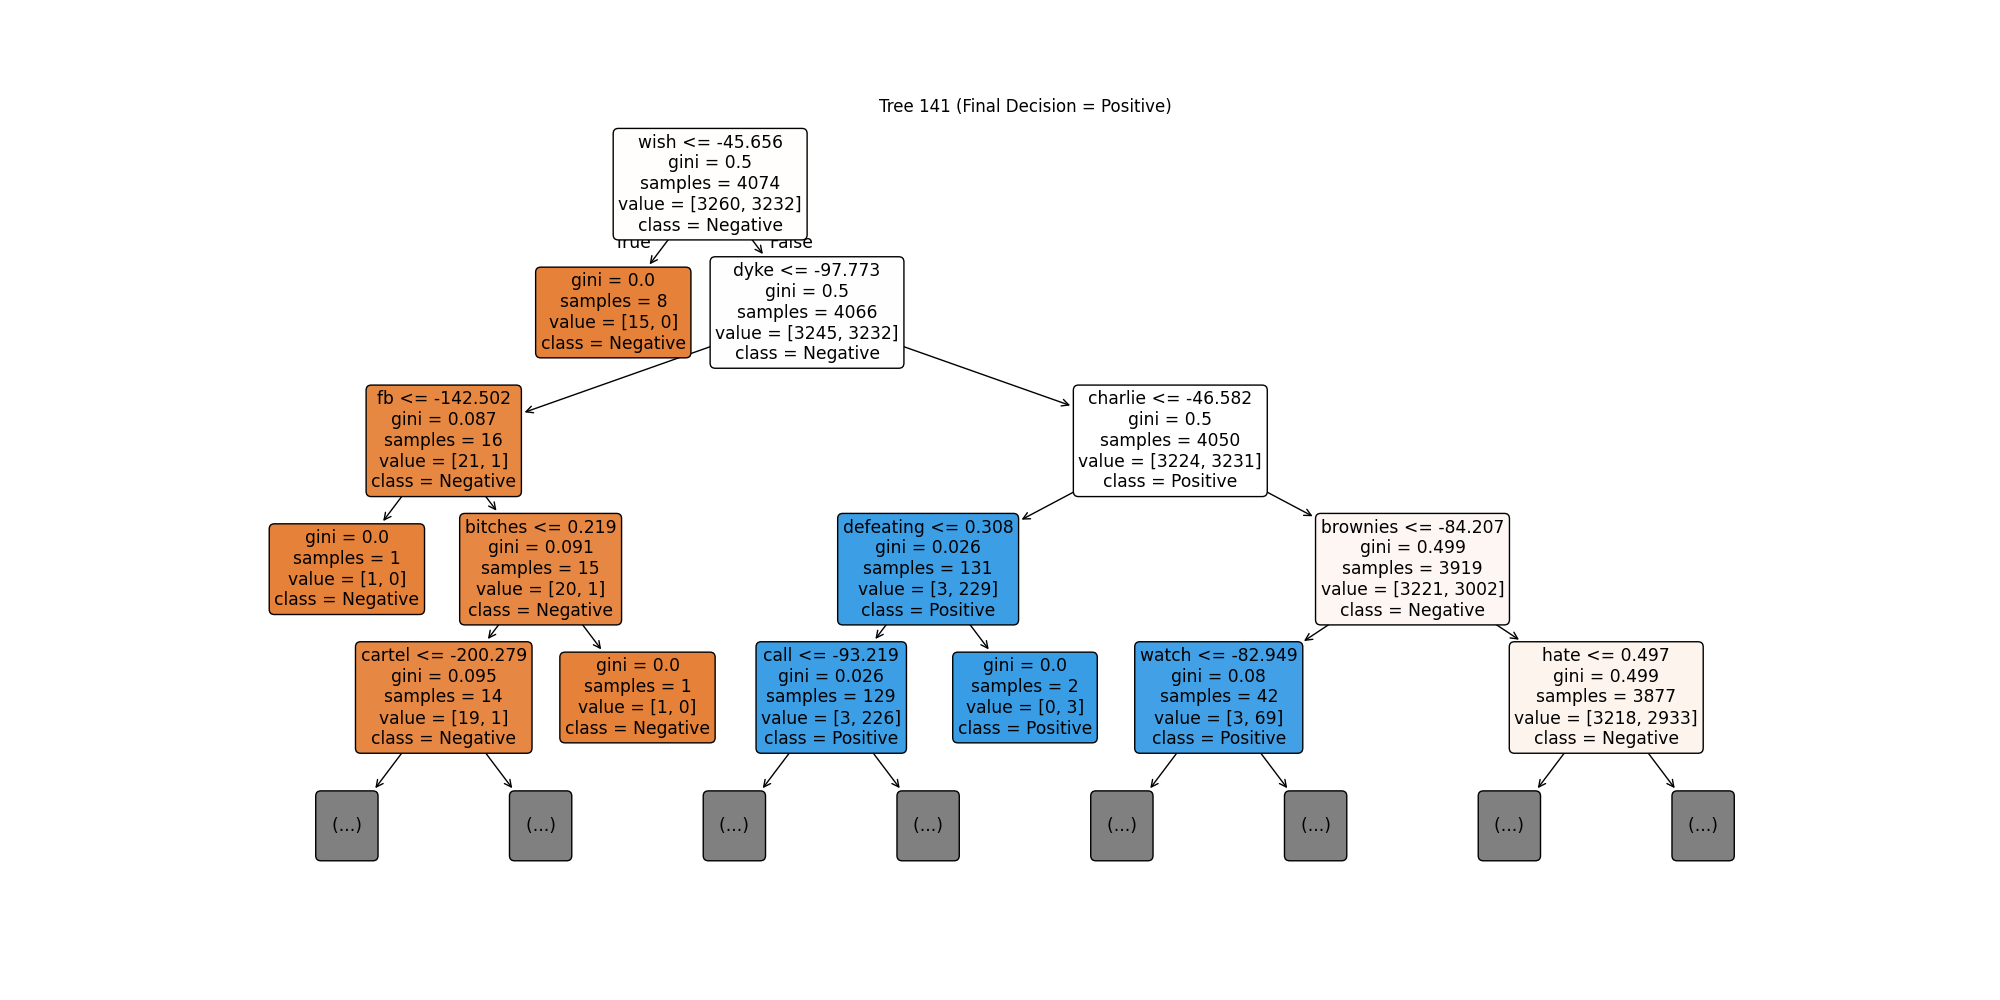 Tree 141 (Final Decision = Positive)
wish <= -45.656
gini = 0.5
samples = 4074
value = [3260, 3232]
class = Negative
True
False
gini = 0.0
samples = 8
value = [15, 0]
class = Negative
dyke <= -97.773
gini = 0.5
samples = 4066
value = [3245, 3232]
class = Negative
fb <= -142.502
gini = 0.087
samples = 16
value = [21, 1]
class = Negative
charlie <= -46.582
gini = 0.5
samples = 4050
value = [3224, 3231]
class = Positive
gini = 0.0
samples = 1
value = [1, 0]
class = Negative
bitches <= 0.219
gini = 0.091
samples = 15
value = [20, 1]
class = Negative
defeating <= 0.308
gini = 0.026
samples = 131
value = [3, 229]
class = Positive
brownies <= -84.207
gini = 0.499
samples = 3919
value = [3221, 3002]
class = Negative
cartel <= -200.279
gini = 0.095
samples = 14
value = [19, 1]
class = Negative
gini = 0.0
samples = 1
value = [1, 0]
class = Negative
call <= -93.219
gini = 0.026
samples = 129
value = [3, 226]
class = Positive
gini = 0.0
samples = 2
value = [0, 3]
class = Positive
watch <= -82.949
gini = 0.08
samples = 42
value = [3, 69]
class = Positive
hate <= 0.497
gini = 0.499
samples = 3877
value = [3218, 2933]
class = Negative
(...)
(...)
(...)
(...)
(...)
(...)
(...)
(...)